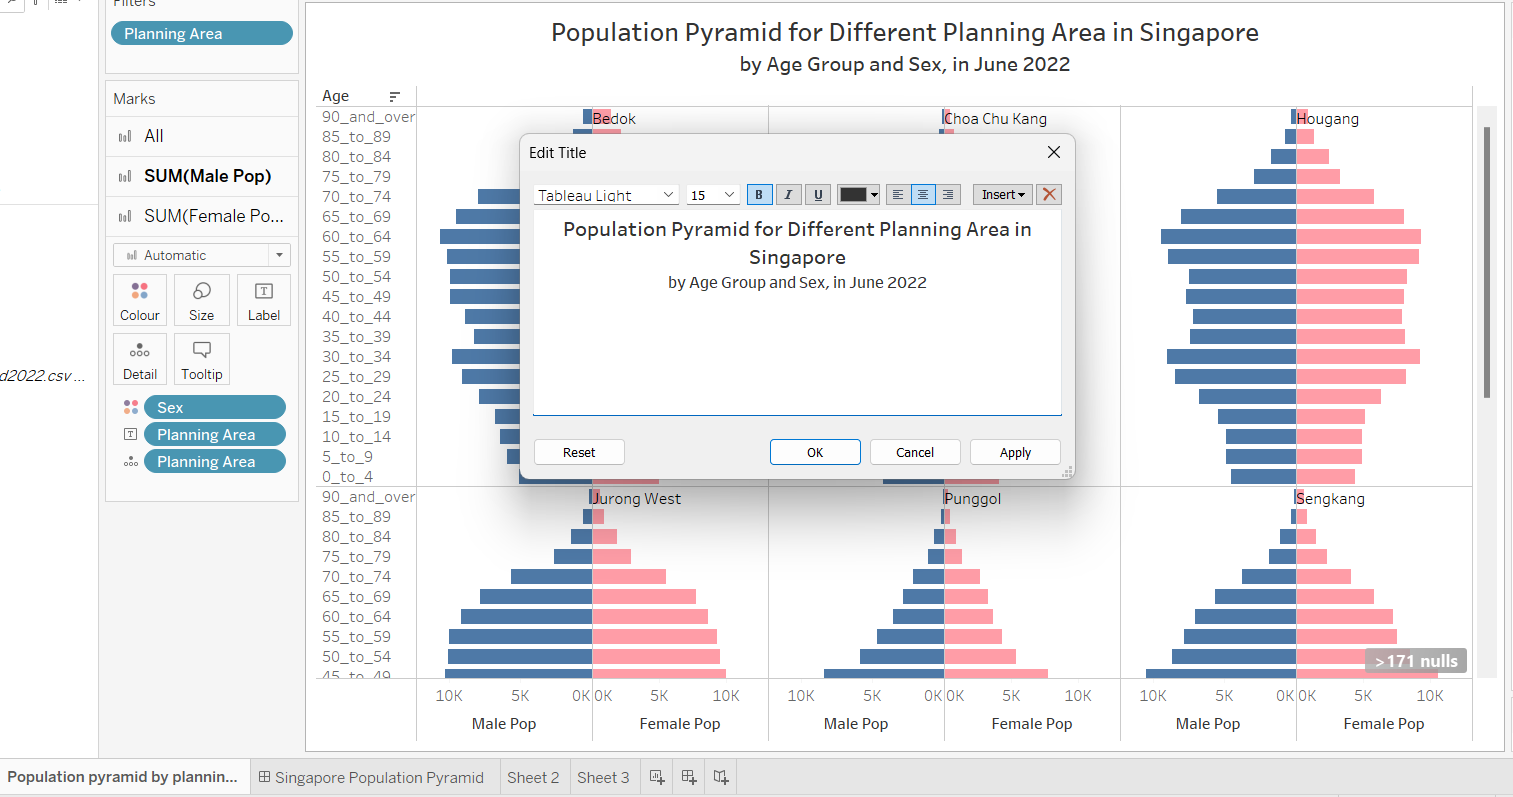 Filters
Planning Area
Marks
All
SUM(Male Pop)
SUM(Female Po...
Automatic
Colour
Size
Label
Detail
Tooltip
Sex
Planning Area
Planning Area
d2022.csv ...
Population Pyramid for Different Planning Area in Singapore
by Age Group and Sex, in June 2022
Age
90_and_over
85_to_89
80_to_84
75_to_79
70_to_74
65_to_69
60_to_64
55_to_59
50_to_54
45_to_49
40_to_44
35_to_39
30_to_34
25_to_29
20_to_24
15_to_19
10_to_14
5_to_9
0_to_4
Bedok
Choa Chu Kang
Hougang
Edit Title
Tableau Light
15
B
I
U
Insert
Population Pyramid for Different Planning Area in
Singapore
by Age Group and Sex, in June 2022
Reset
OK
Cancel
Apply
90_and_over
85_to_89
80_to_84
75_to_79
70_to_74
65_to_69
60_to_64
55_to_59
50_to_54
45_to_49
Jurong West
Punggol
Sengkang
>171 nulls
10K 5K 0K 0K 5K 10K
10K 5K 0K 0K 5K 10K
10K 5K 0K 0K 5K 10K
Male Pop
Female Pop
Male Pop
Female Pop
Male Pop
Female Pop
Population pyramid by plannin...
Singapore Population Pyramid
Sheet 2
Sheet 3